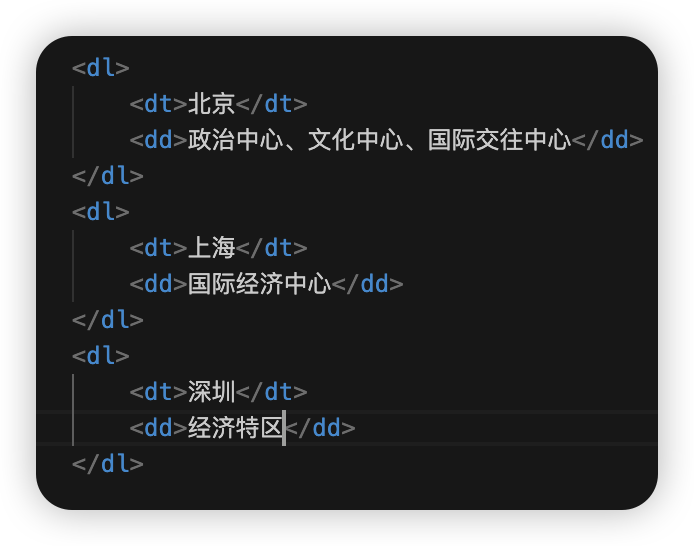 <dl>
    <dt>北京</dt>
    <dd>政治中心、文化中心、国际交往中心</dd>
</dl>
<dl>
    <dt>上海</dt>
    <dd>国际经济中心</dd>
</dl>
<dl>
    <dt>深圳</dt>
    <dd>经济特区</dd>
</dl>